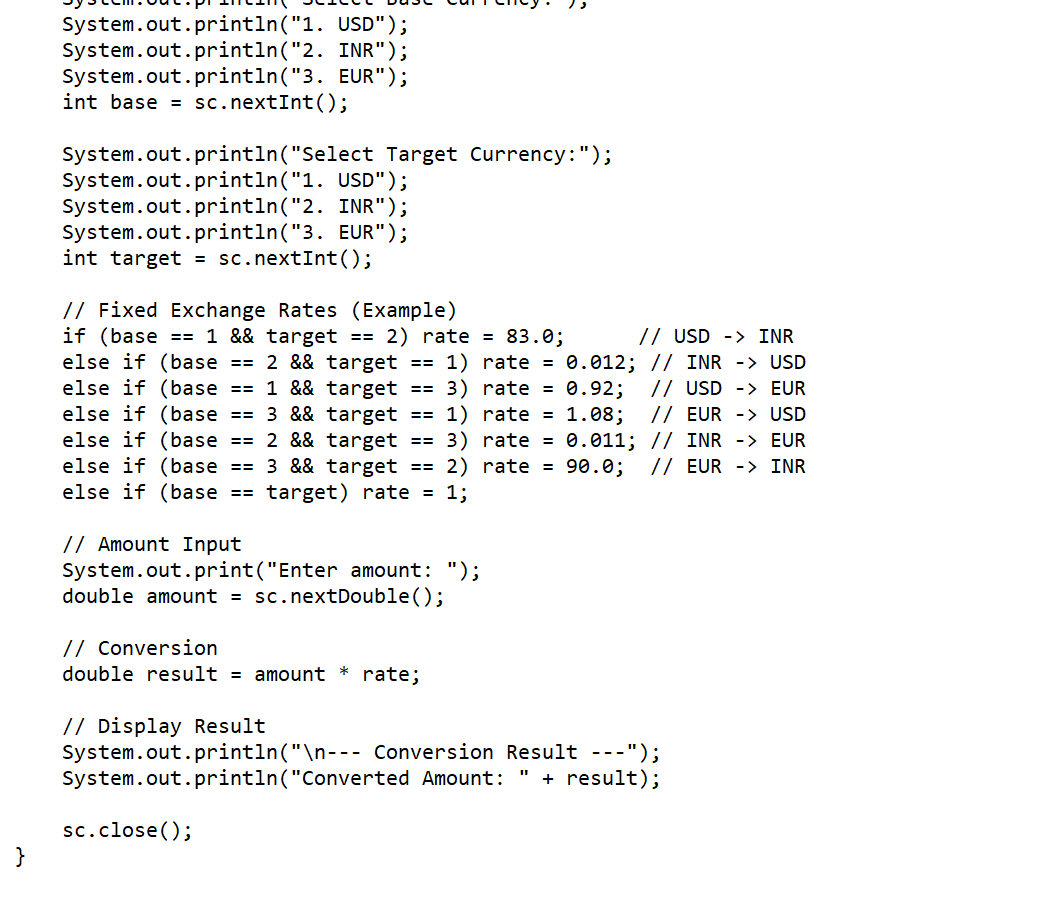 System.out.println("Select Base Currency:");
System.out.println("1. USD");
System.out.println("2. INR");
System.out.println("3. EUR");
int base = sc.nextInt();
System.out.println("Select Target Currency:");
System.out.println("1. USD");
System.out.println("2. INR");
System.out.println("3. EUR");
int target = sc.nextInt();
// Fixed Exchange Rates (Example)
if (base == 1 && target == 2) rate = 83.0;      // USD -> INR
else if (base == 2 && target == 1) rate = 0.012; // INR -> USD
else if (base == 1 && target == 3) rate = 0.92;  // USD -> EUR
else if (base == 3 && target == 1) rate = 1.08;  // EUR -> USD
else if (base == 2 && target == 3) rate = 0.011; // INR -> EUR
else if (base == 3 && target == 2) rate = 90.0;  // EUR -> INR
else if (base == target) rate = 1;
// Amount Input
System.out.print("Enter amount: ");
double amount = sc.nextDouble();
// Conversion
double result = amount * rate;
// Display Result
System.out.println("\n--- Conversion Result ---");
System.out.println("Converted Amount: " + result);
sc.close();
}